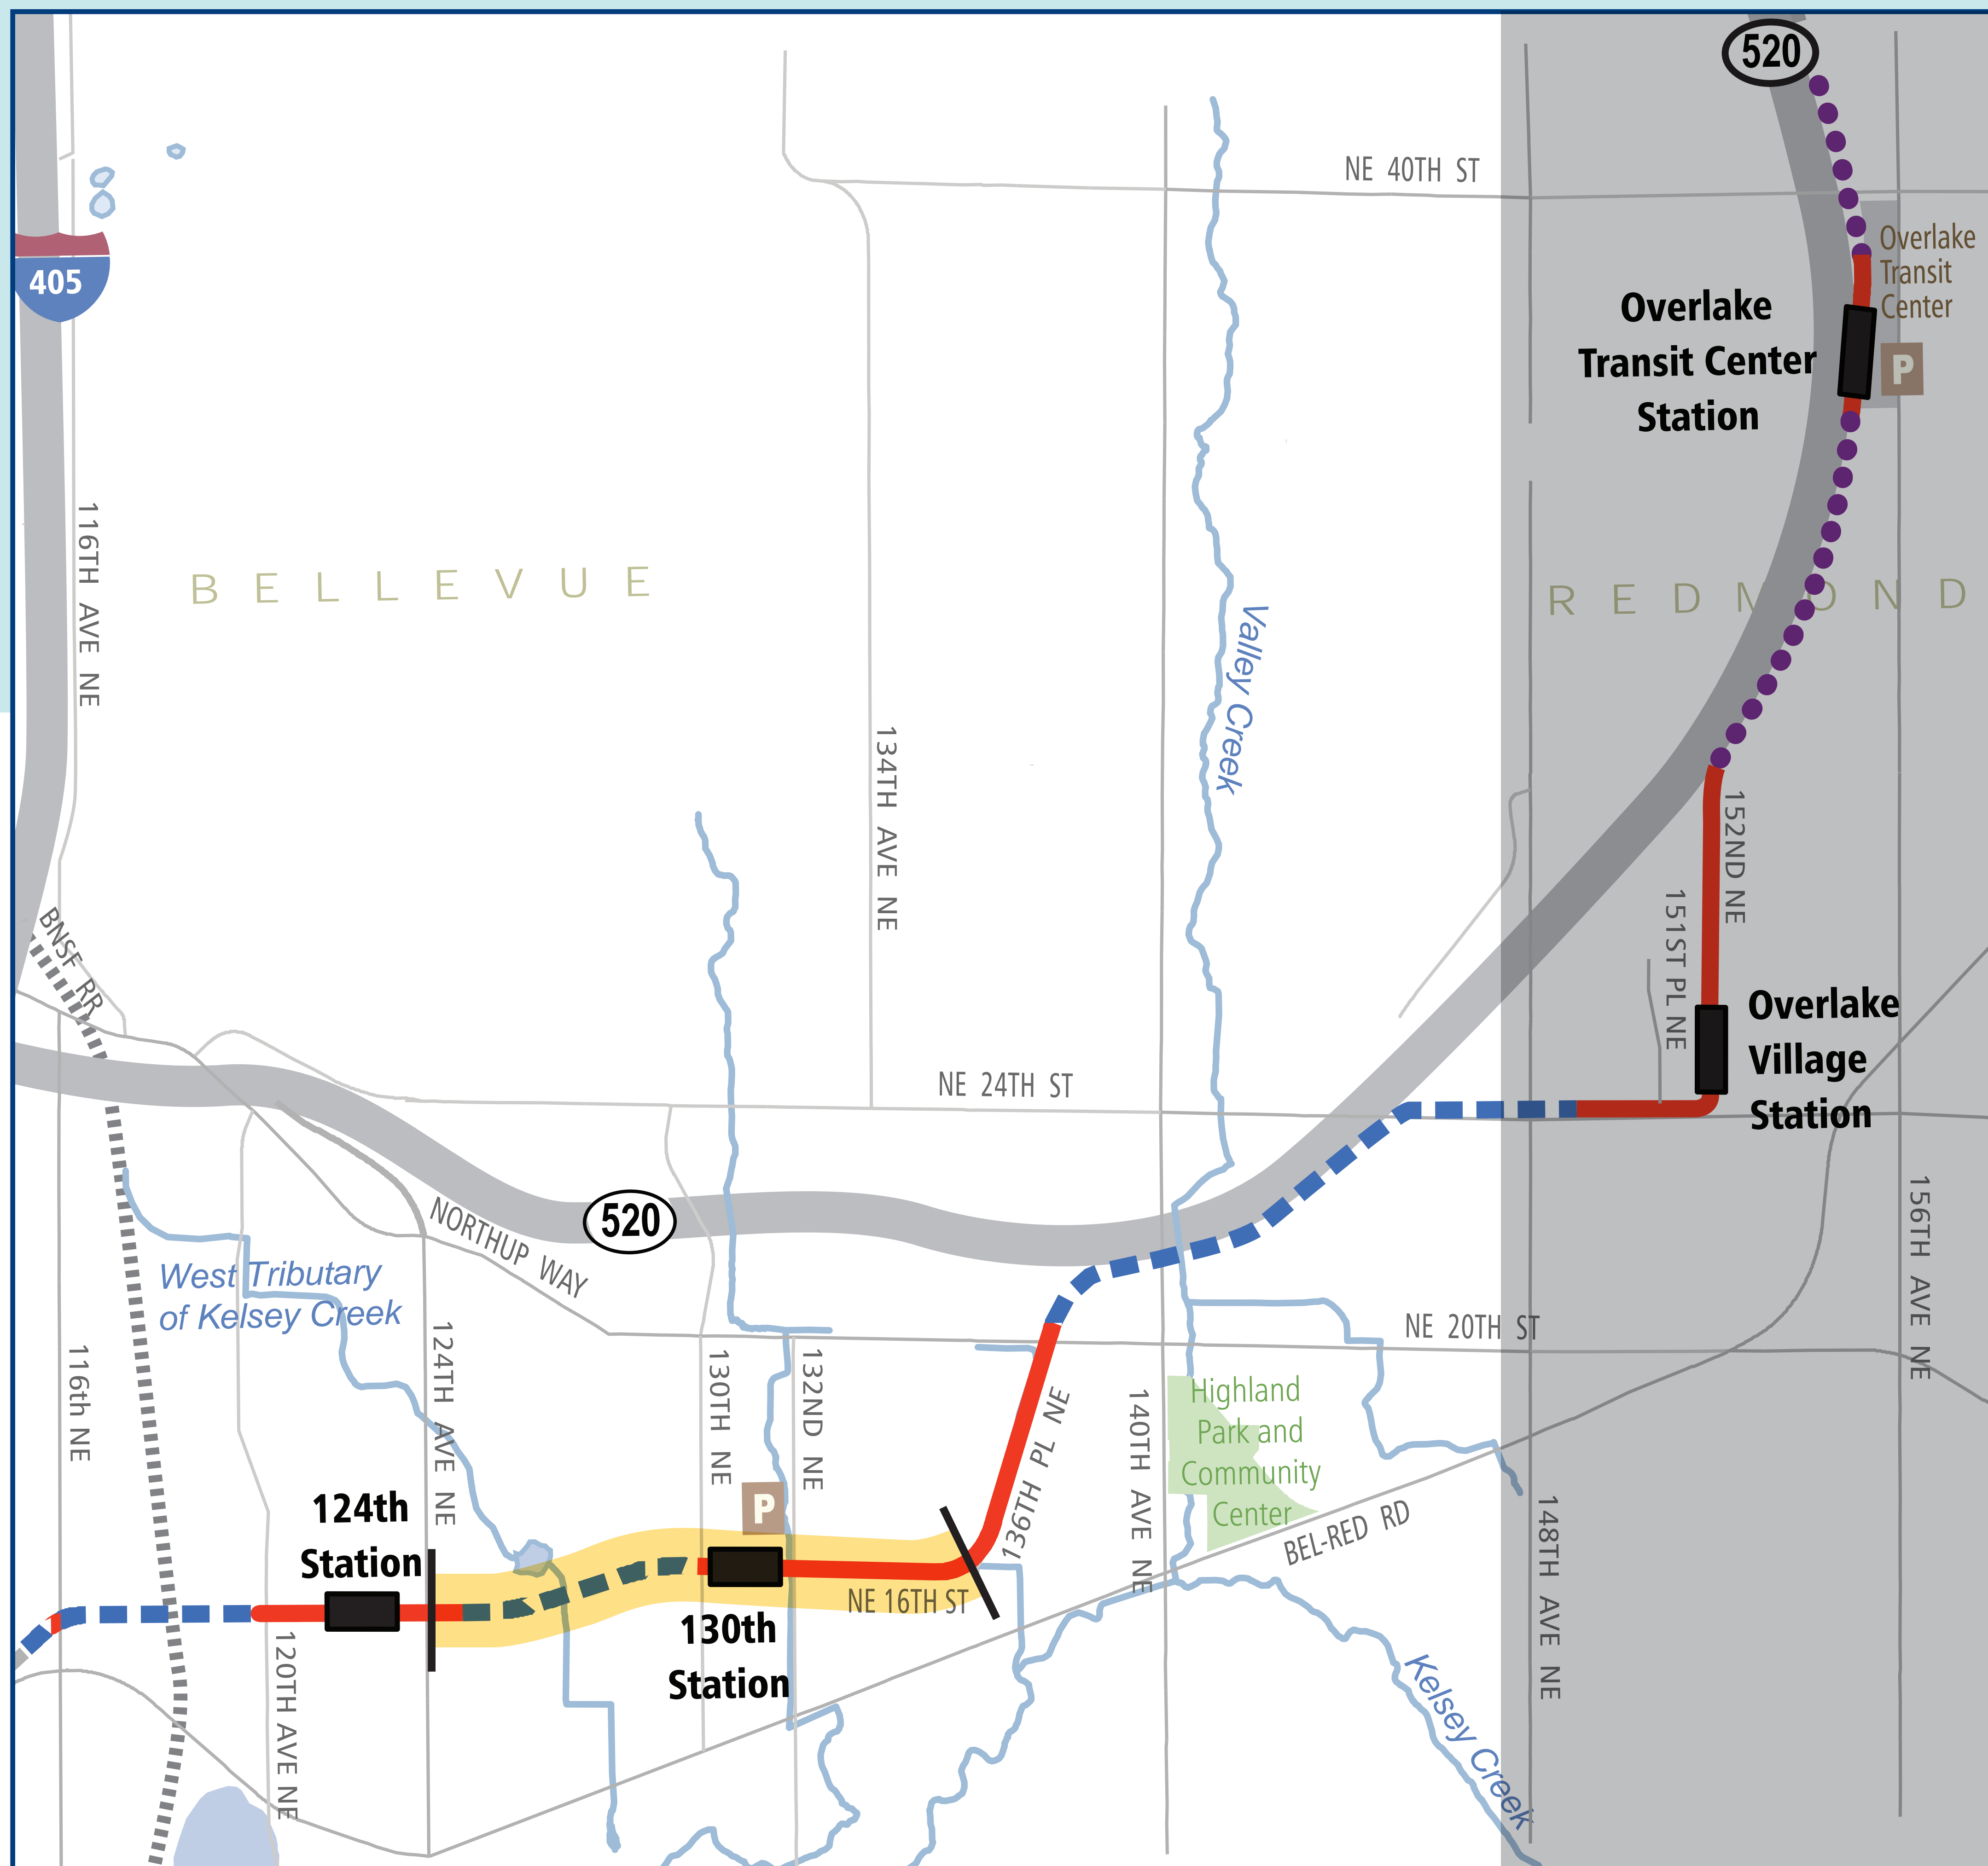 520
NE 40TH ST
Overlake
Transit
Center
405
Overlake
Transit Center
Station
P
116TH AVE NE
BELLEVUE
REDMOND
Valley Creek
134TH AVE NE
152ND NE
151ST PL NE
BNSF RR
Overlake
Village
Station
NE 24TH ST
520
NORTHUP WAY
West Tributary
of Kelsey Creek
156TH AVE NE
NE 20TH ST
116th NE
124TH AVE NE
130TH NE
132ND NE
136TH PL NE
140TH AVE NE
Highland
Park and
Community
Center
BEL-RED RD
148TH AVE NE
124th
Station
P
NE 16TH ST
130th
Station
120TH AVE NE
Kelsey Creek